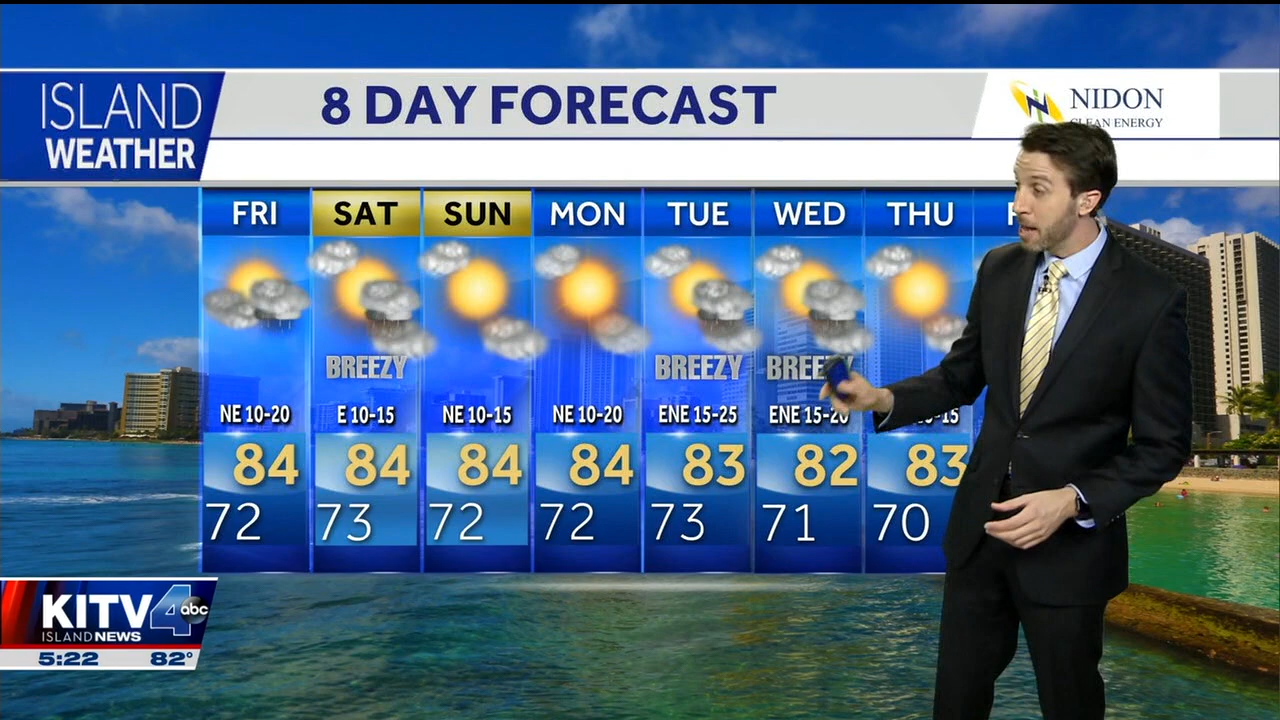 ISLAND
WEATHER
8 DAY FORECAST
NIDON
CLEAN ENERGY
FRI SAT SUN MON TUE WED THU
BREEZY BREEZY
NE 10-20 E 10-15 NE 10-15 NE 10-20 ENE 15-25 ENE 15-20
84 84 84 84 83 82 83
72 73 72 72 73 71 70
KITV4 abc
ISLAND NEWS
5:22 82°